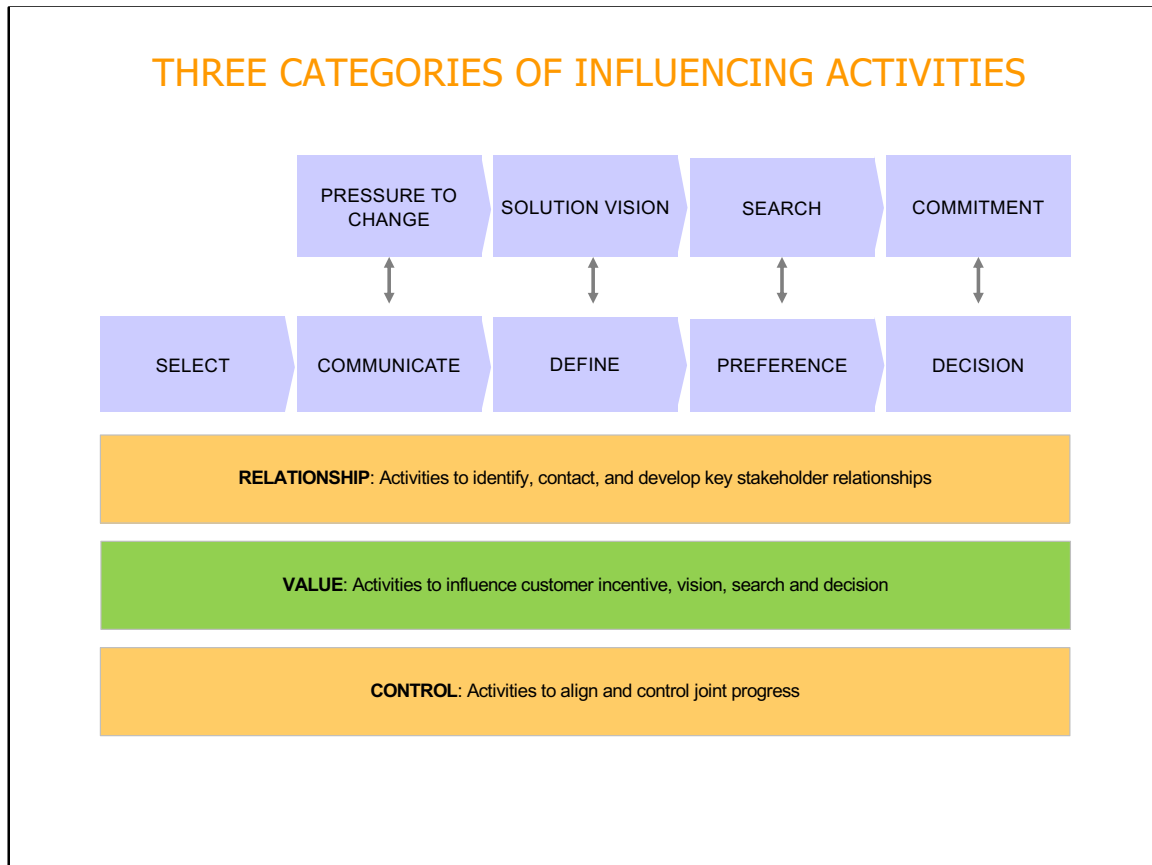 THREE CATEGORIES OF INFLUENCING ACTIVITIES
PRESSURE TO
CHANGE
SOLUTION VISION
SEARCH
COMMITMENT
SELECT
COMMUNICATE
DEFINE
PREFERENCE
DECISION
RELATIONSHIP: Activities to identify, contact, and develop key stakeholder relationships
VALUE: Activities to influence customer incentive, vision, search and decision
CONTROL: Activities to align and control joint progress